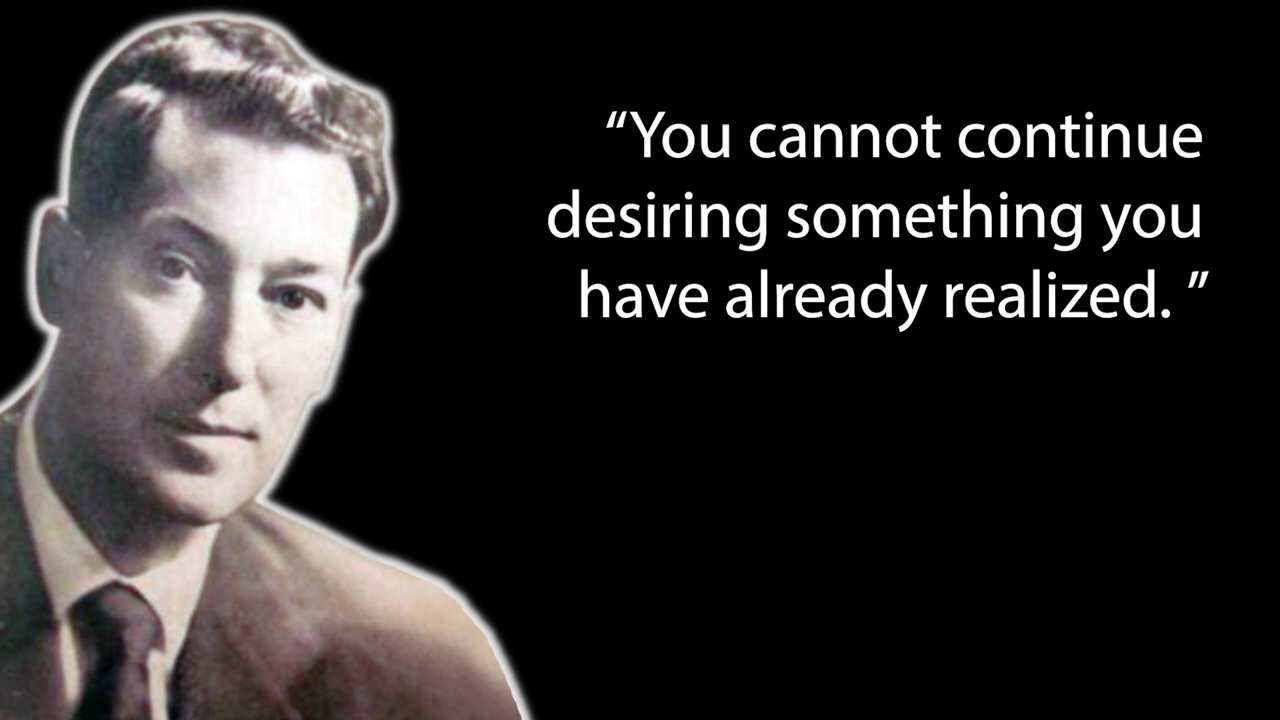 “You cannot continue
desiring something you
have already realized. ”